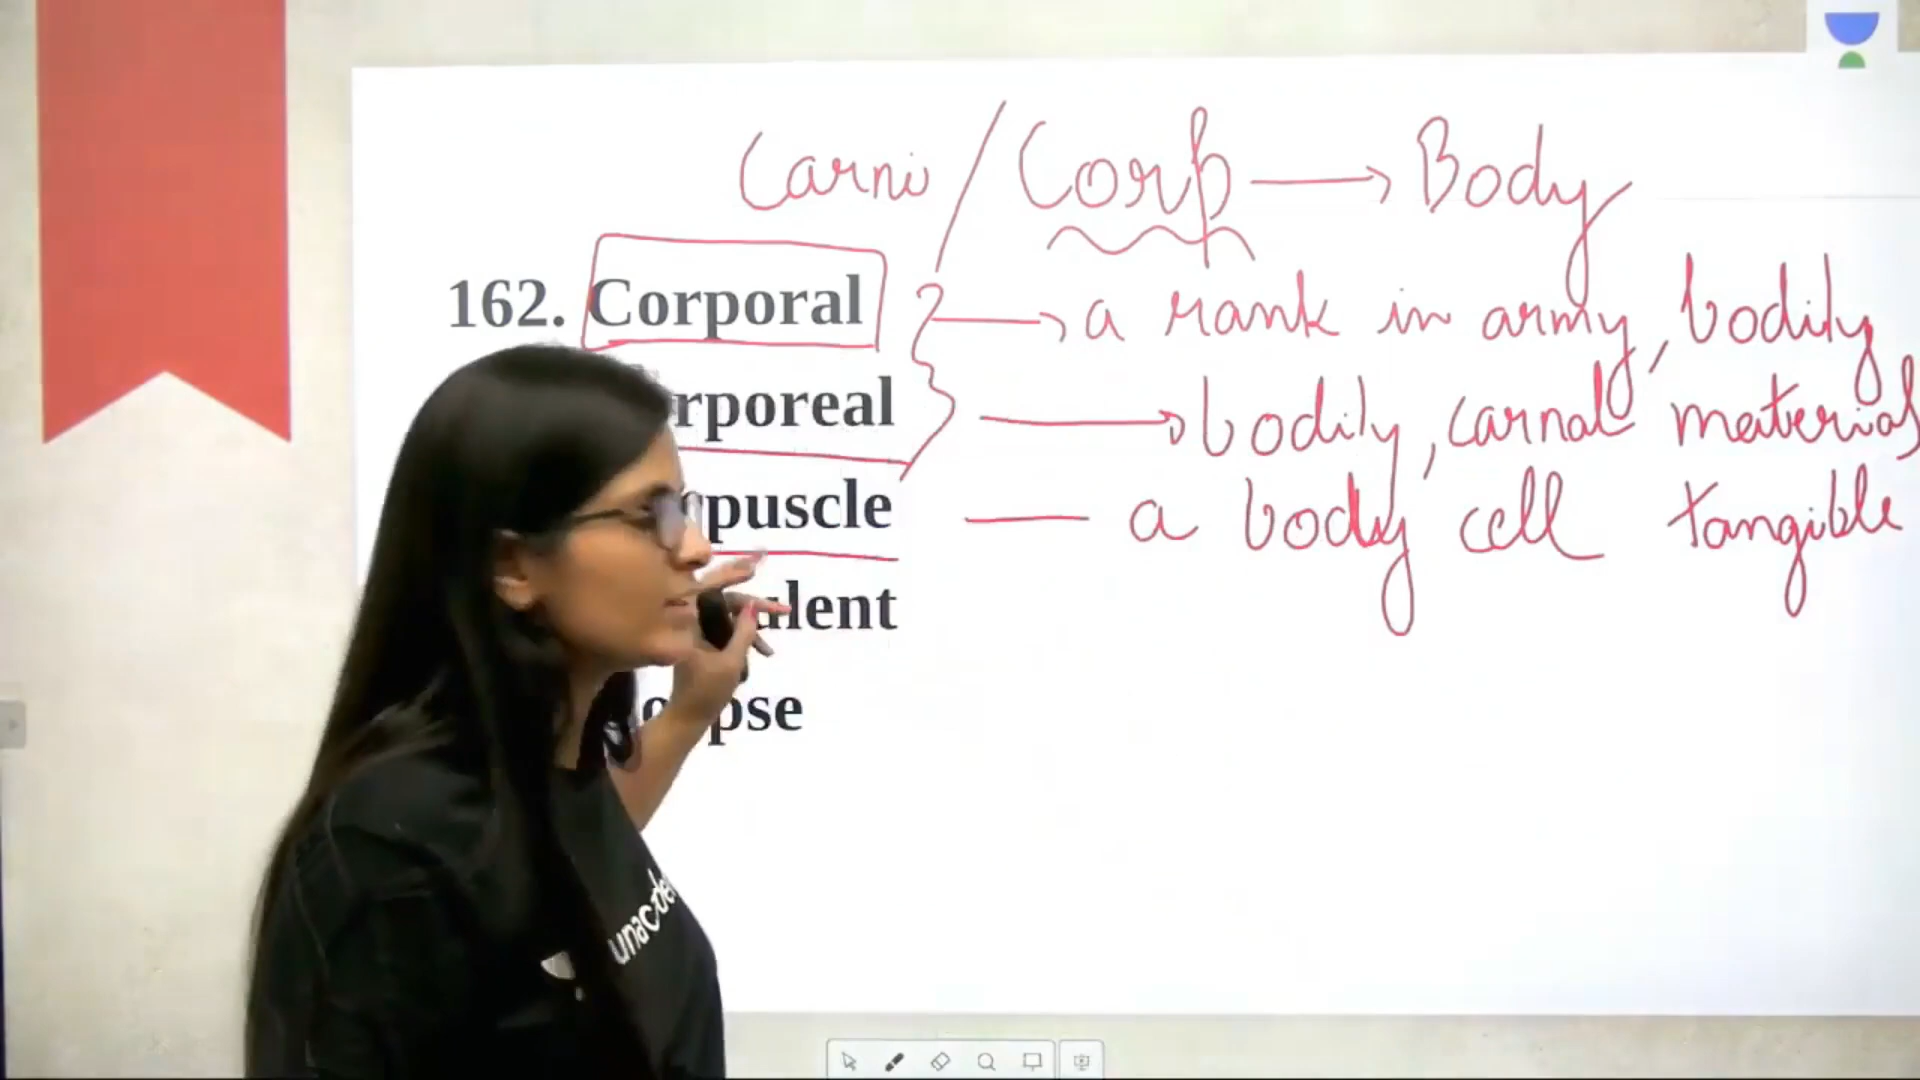 Carni / Corp → Body
162. Corporal → a rank in army, bodily
rporeal → bodily, carnal material
puscle — a body cell tangible
ulent
pse
unacade